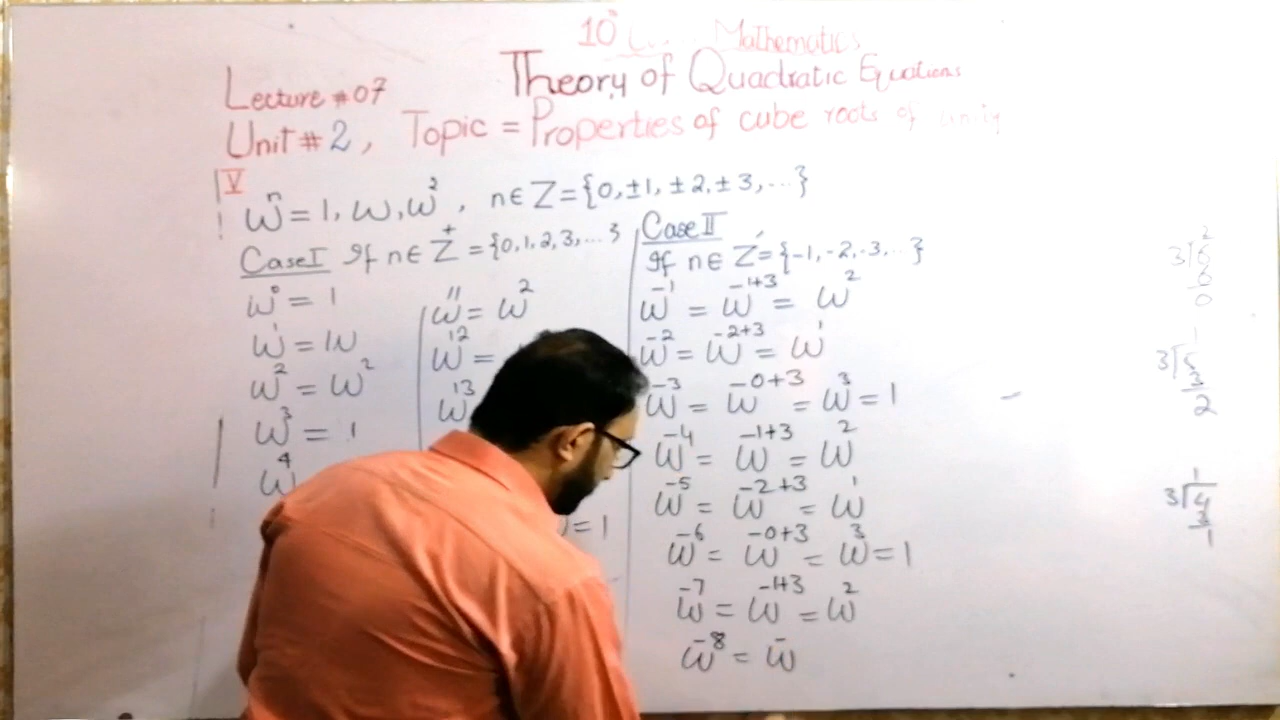 10 Mathematics
Theory of Quadratic Equations
Lecture # 07
Unit # 2, Topic = Properties of cube roots of unity
V
ωⁿ = 1, ω, ω², n∈Z={0,±1,±2,±3,...}
Case I If n∈Z⁺={0,1,2,3,...}
ω⁰ = 1
ω¹ = ω
ω² = ω²
ω³ = 1
ω⁴
ω¹¹ = ω²
ω¹² =
ω¹³
= 1
Case II
If n∈Z⁻={-1,-2,-3,...}
ω⁻¹ = ω⁻¹⁺³ = ω²
ω⁻² = ω⁻²⁺³ = ω¹
ω⁻³ = ω⁻⁰⁺³ = ω³ = 1
ω⁻⁴ = ω⁻¹⁺³ = ω²
ω⁻⁵ = ω⁻²⁺³ = ω¹
ω⁻⁶ = ω⁻⁰⁺³ = ω³ = 1
ω⁻⁷ = ω⁻¹⁺³ = ω²
ω⁻⁸ = ω⁻
2
3√6
6
0
1
3√5
3
2
1
3√4
3
1